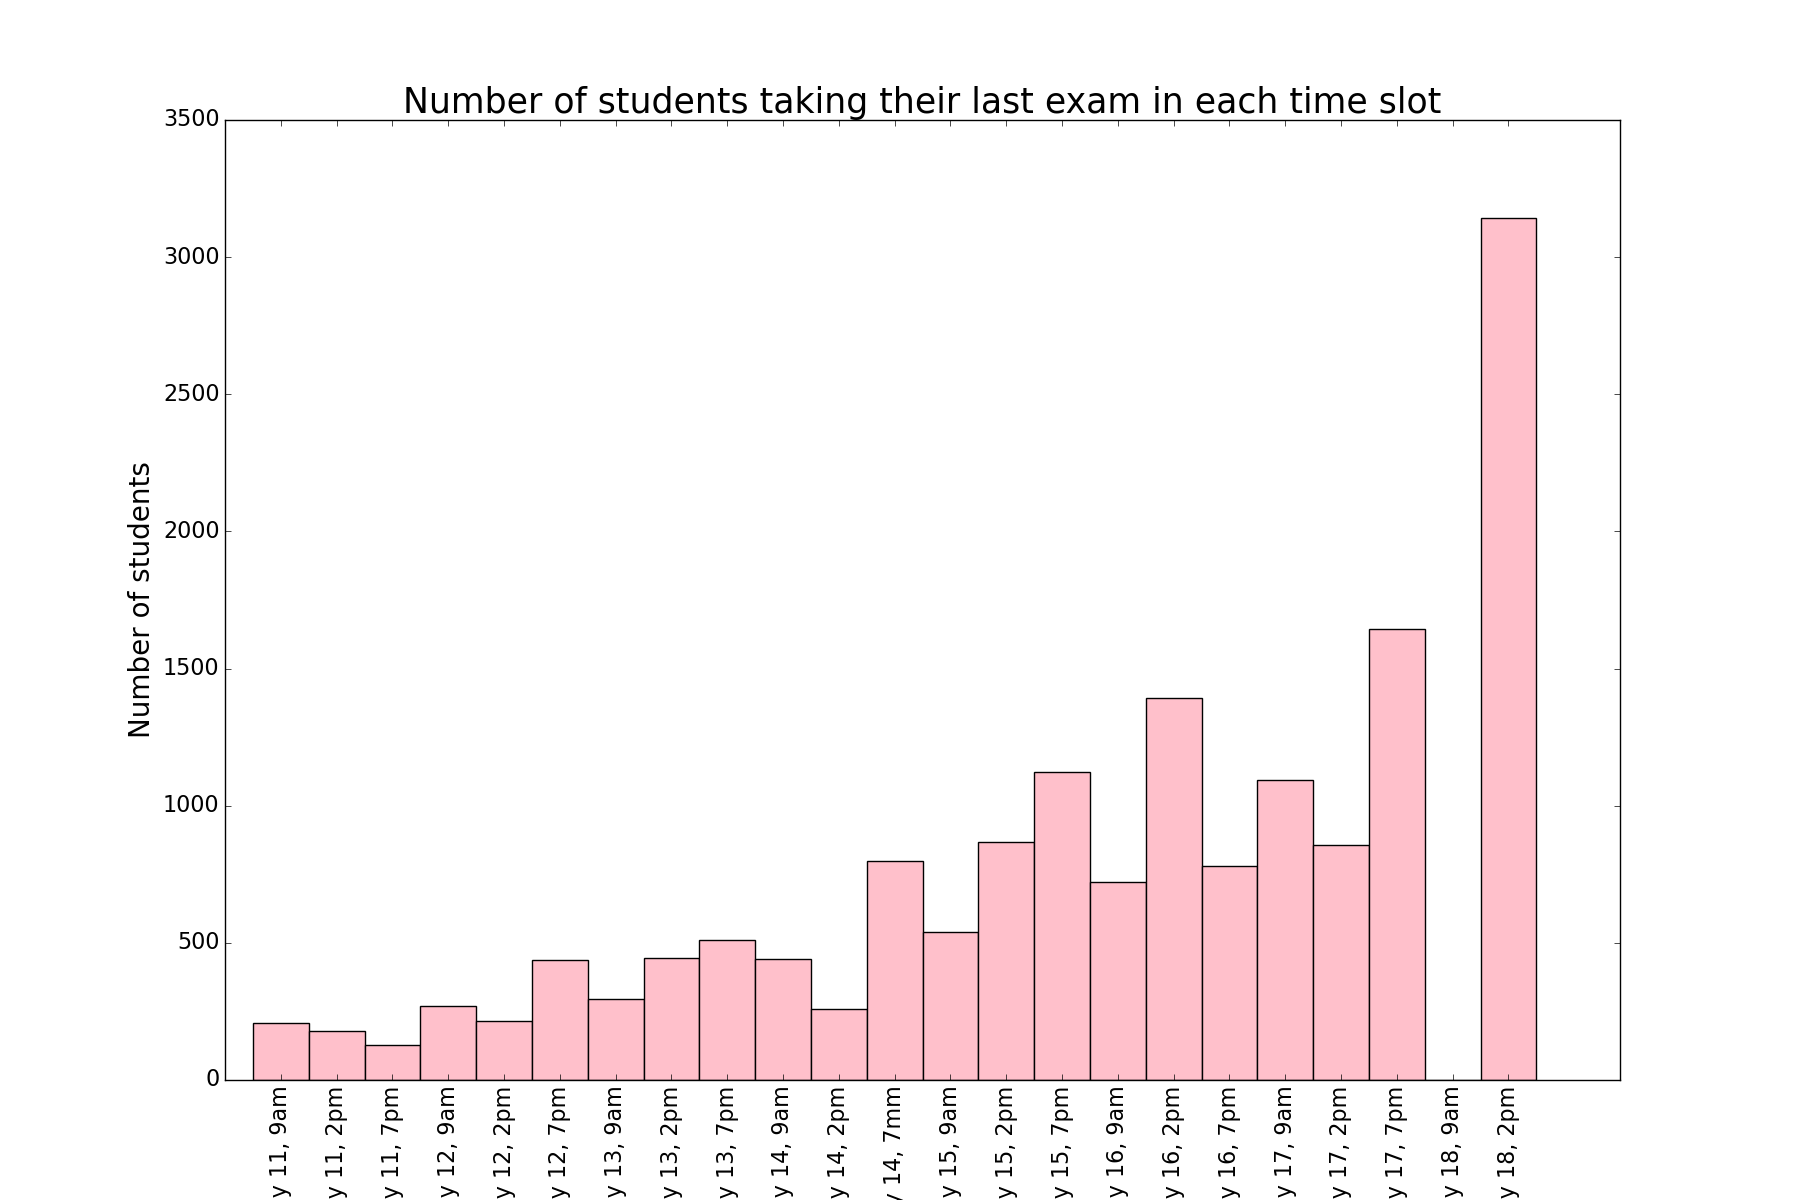 Number of students taking their last exam in each time slot
Number of students
3500
3000
2500
2000
1500
1000
500
0
y 11, 9am
y 11, 2pm
y 11, 7pm
y 12, 9am
y 12, 2pm
y 12, 7pm
y 13, 9am
y 13, 2pm
y 13, 7pm
y 14, 9am
y 14, 2pm
y 14, 7mm
y 15, 9am
y 15, 2pm
y 15, 7pm
y 16, 9am
y 16, 2pm
y 16, 7pm
y 17, 9am
y 17, 2pm
y 17, 7pm
y 18, 9am
y 18, 2pm